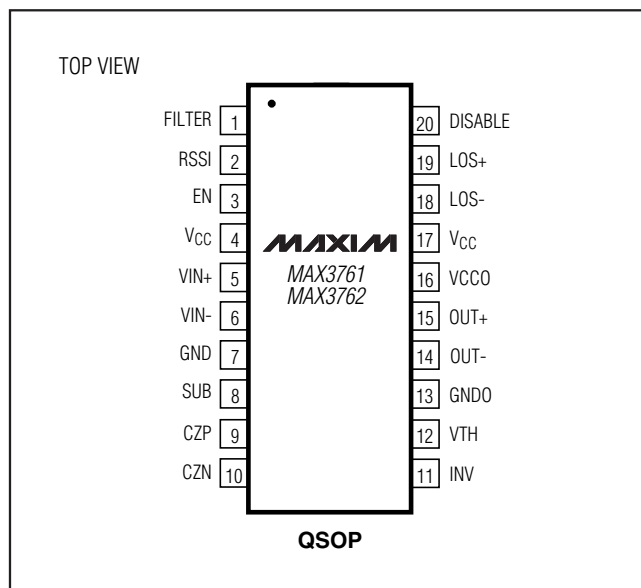 TOP VIEW
FILTER 1
RSSI 2
EN 3
VCC 4
VIN+ 5
VIN- 6
GND 7
SUB 8
CZP 9
CZN 10
MAXIM
MAX3761
MAX3762
20 DISABLE
19 LOS+
18 LOS-
17 VCC
16 VCCO
15 OUT+
14 OUT-
13 GNDO
12 VTH
11 INV
QSOP